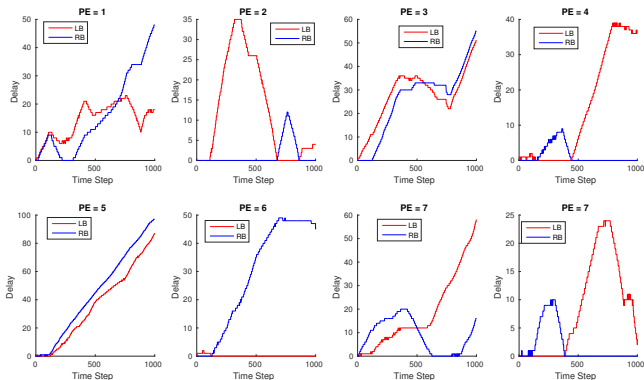 PE = 1
50
40
30
20
10
0
Delay
LB
RB
0
500
1000
Time Step
PE = 2
35
30
25
20
15
10
5
0
Delay
LB
RB
0
500
1000
Time Step
PE = 3
60
50
40
30
20
10
0
Delay
LB
RB
0
500
1000
Time Step
PE = 4
40
30
20
10
0
Delay
LB
RB
0
500
1000
Time Step
PE = 5
100
80
60
40
20
0
Delay
LB
RB
0
500
1000
Time Step
PE = 6
50
40
30
20
10
0
Delay
LB
RB
0
500
1000
Time Step
PE = 7
60
50
40
30
20
10
0
Delay
LB
RB
0
500
1000
Time Step
PE = 7
25
20
15
10
5
0
Delay
LB
RB
0
500
1000
Time Step